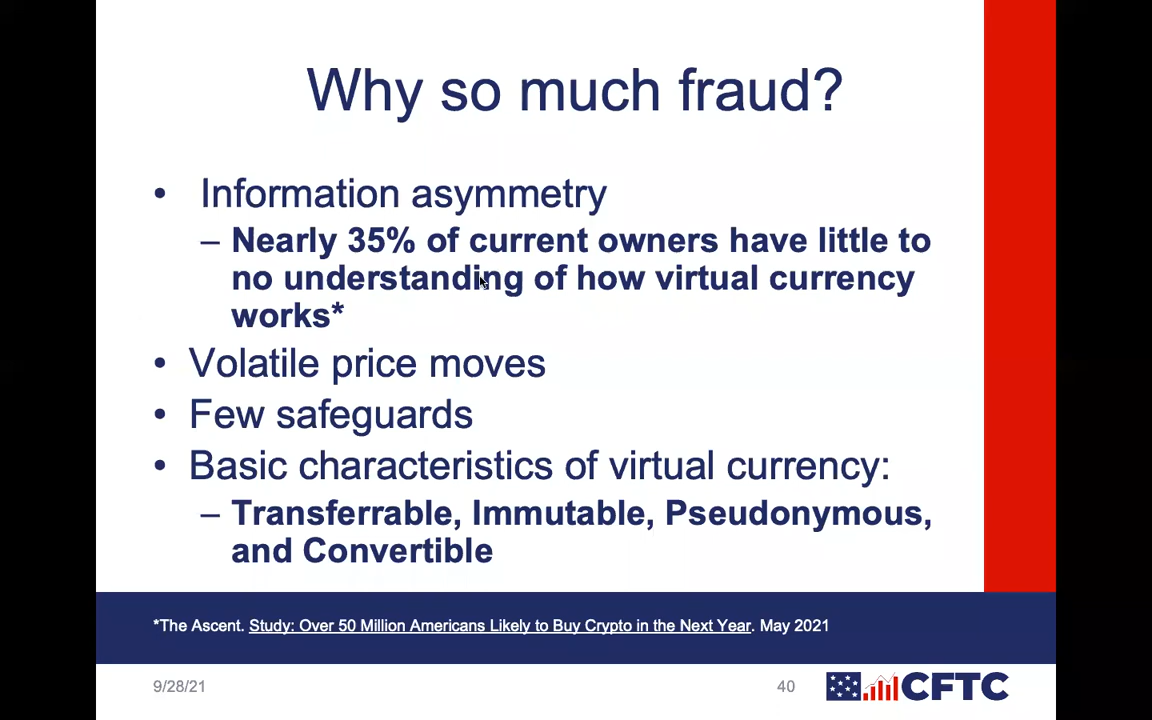 Why so much fraud?
• Information asymmetry
– Nearly 35% of current owners have little to
no understanding of how virtual currency
works*
• Volatile price moves
• Few safeguards
• Basic characteristics of virtual currency:
– Transferrable, Immutable, Pseudonymous,
and Convertible
*The Ascent. Study: Over 50 Million Americans Likely to Buy Crypto in the Next Year. May 2021
9/28/21 40 CFTC